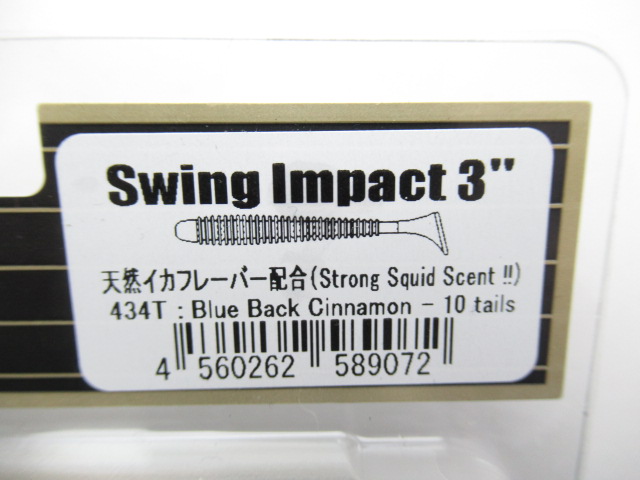 Swing Impact 3"
天然イカフレーバー配合(Strong Squid Scent !!)
434T : Blue Back Cinnamon - 10 tails
4 560262 589072